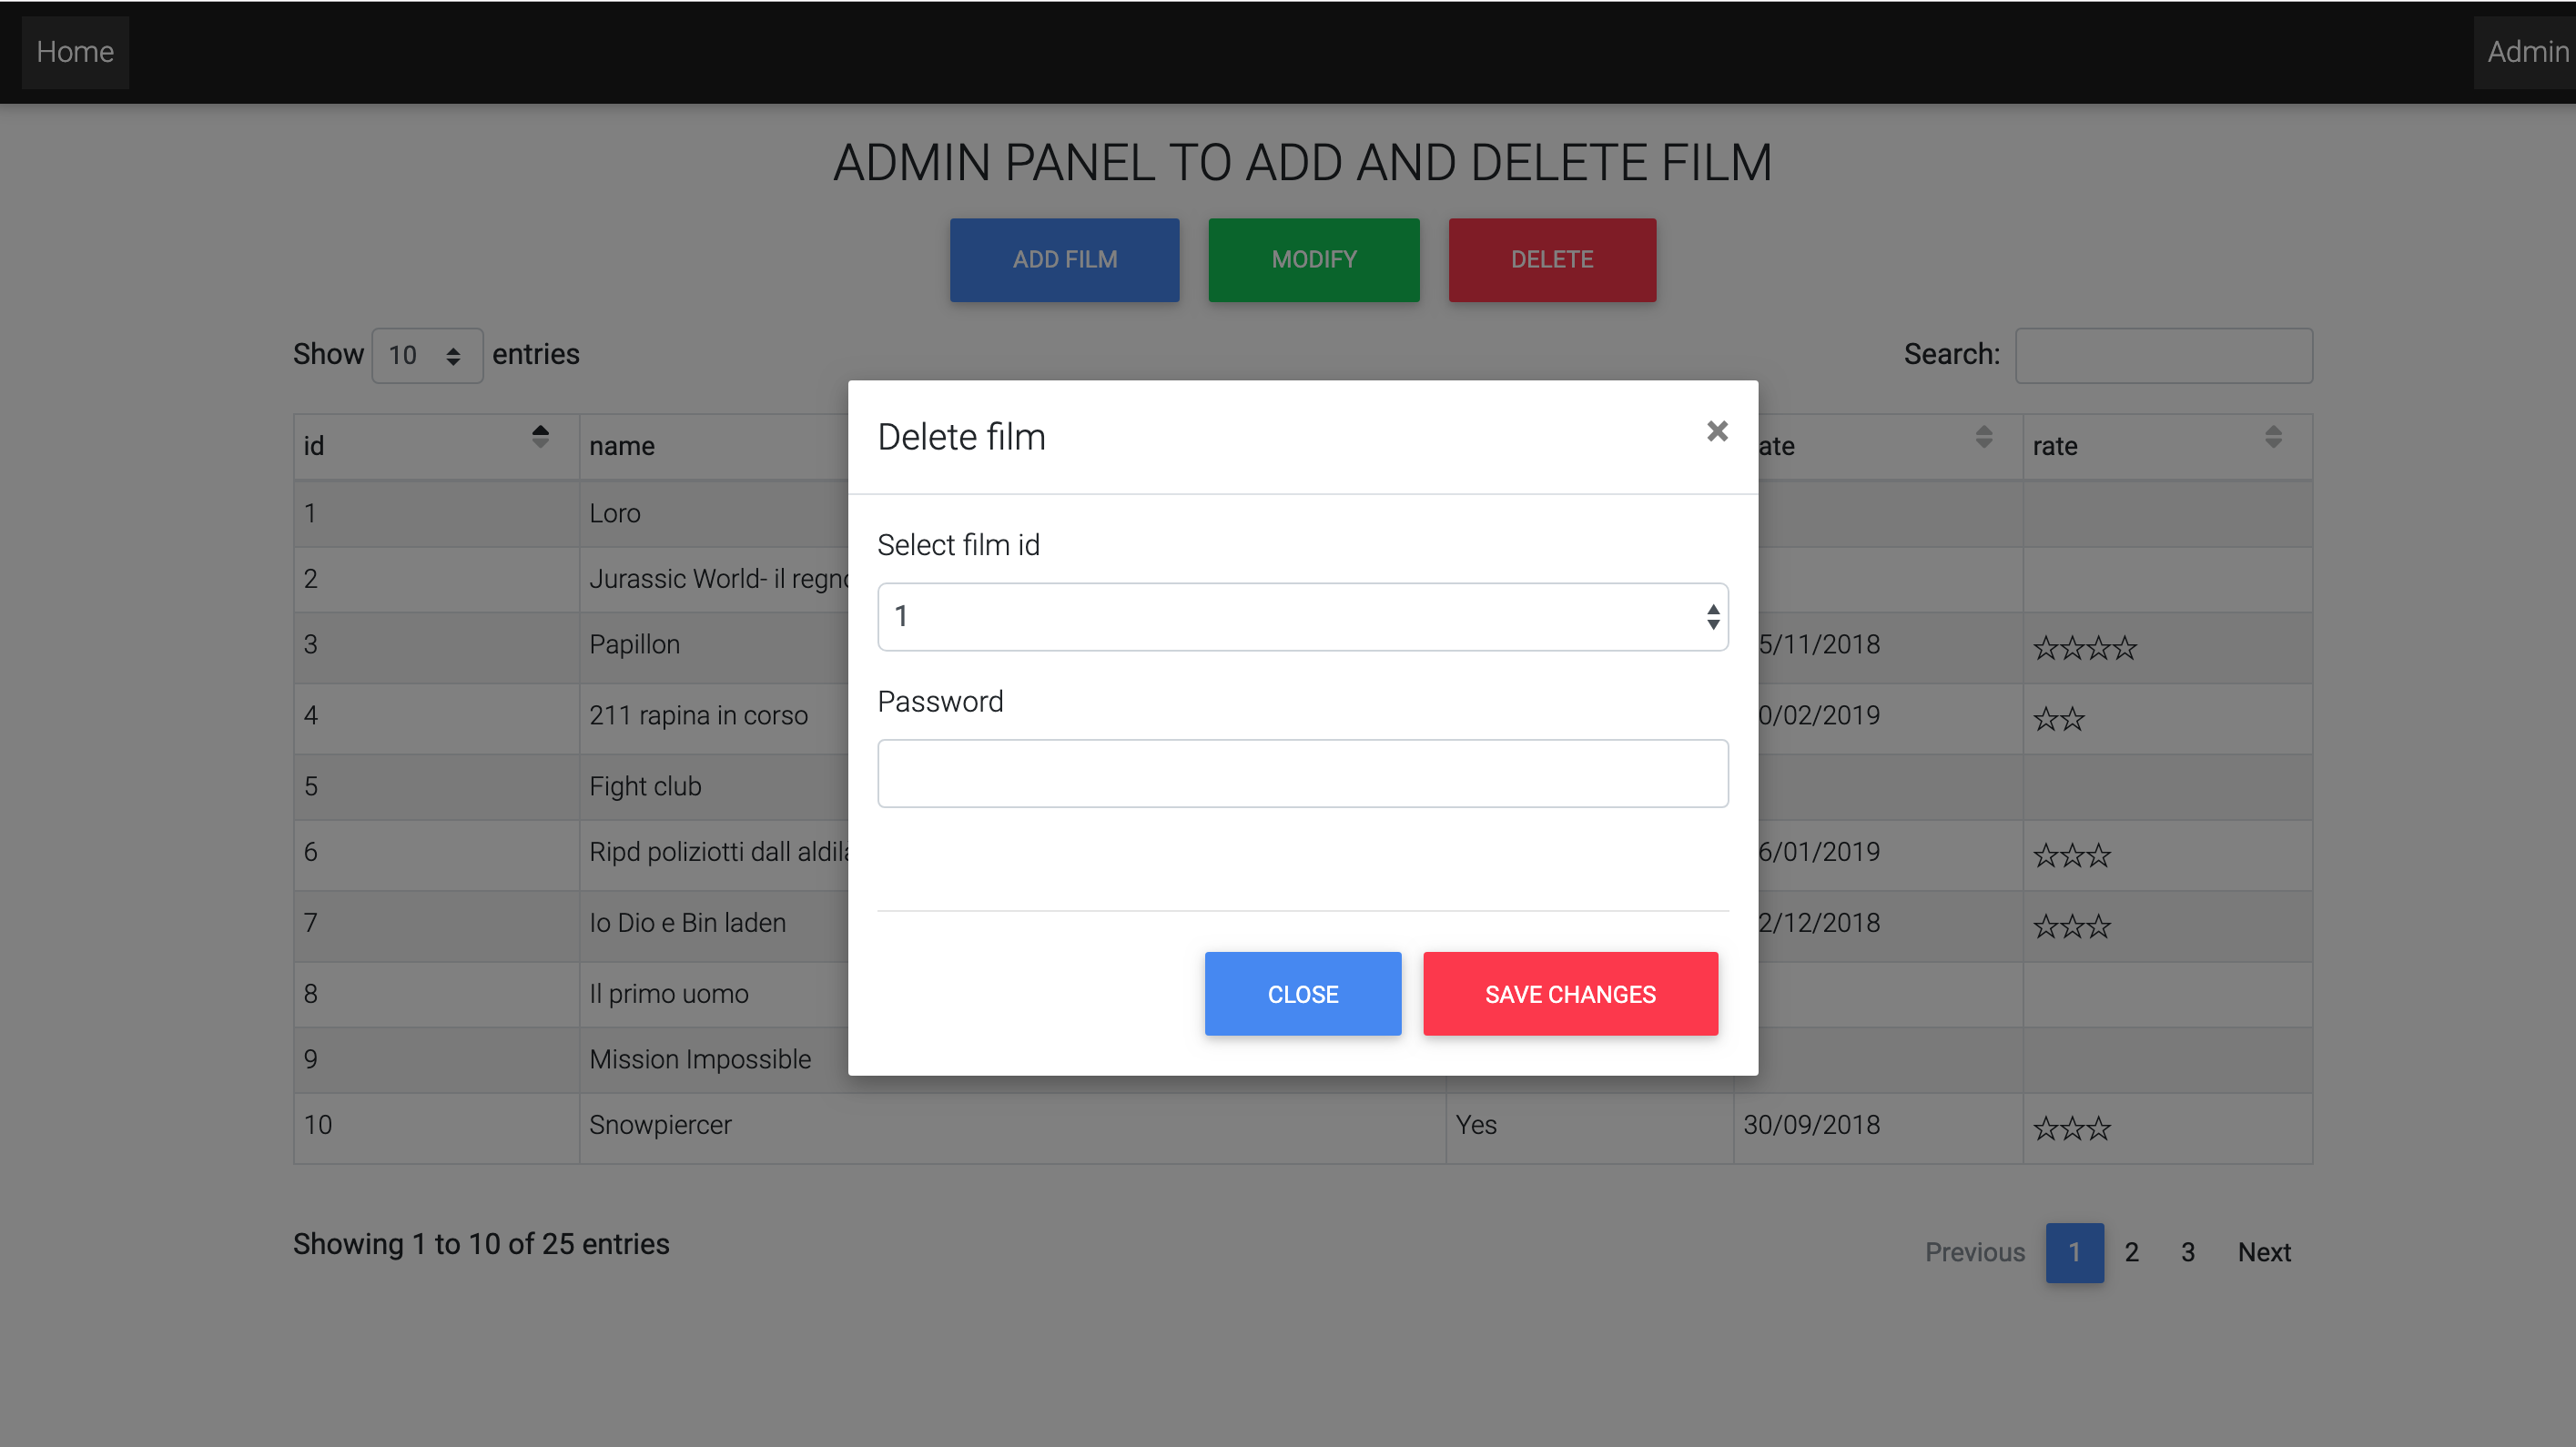 Home
Admin
ADMIN PANEL TO ADD AND DELETE FILM
ADD FILM MODIFY DELETE
Show 10 entries Search:
id name ate rate
1 Loro
2 Jurassic World- il regno
3 Papillon 5/11/2018 ☆☆☆☆
4 211 rapina in corso 0/02/2019 ☆☆
5 Fight club
6 Ripd poliziotti dall aldila 6/01/2019 ☆☆☆
7 Io Dio e Bin laden 2/12/2018 ☆☆☆
8 Il primo uomo
9 Mission Impossible
10 Snowpiercer Yes 30/09/2018 ☆☆☆
Delete film ×
Select film id
1
Password
CLOSE SAVE CHANGES
Showing 1 to 10 of 25 entries
Previous 1 2 3 Next